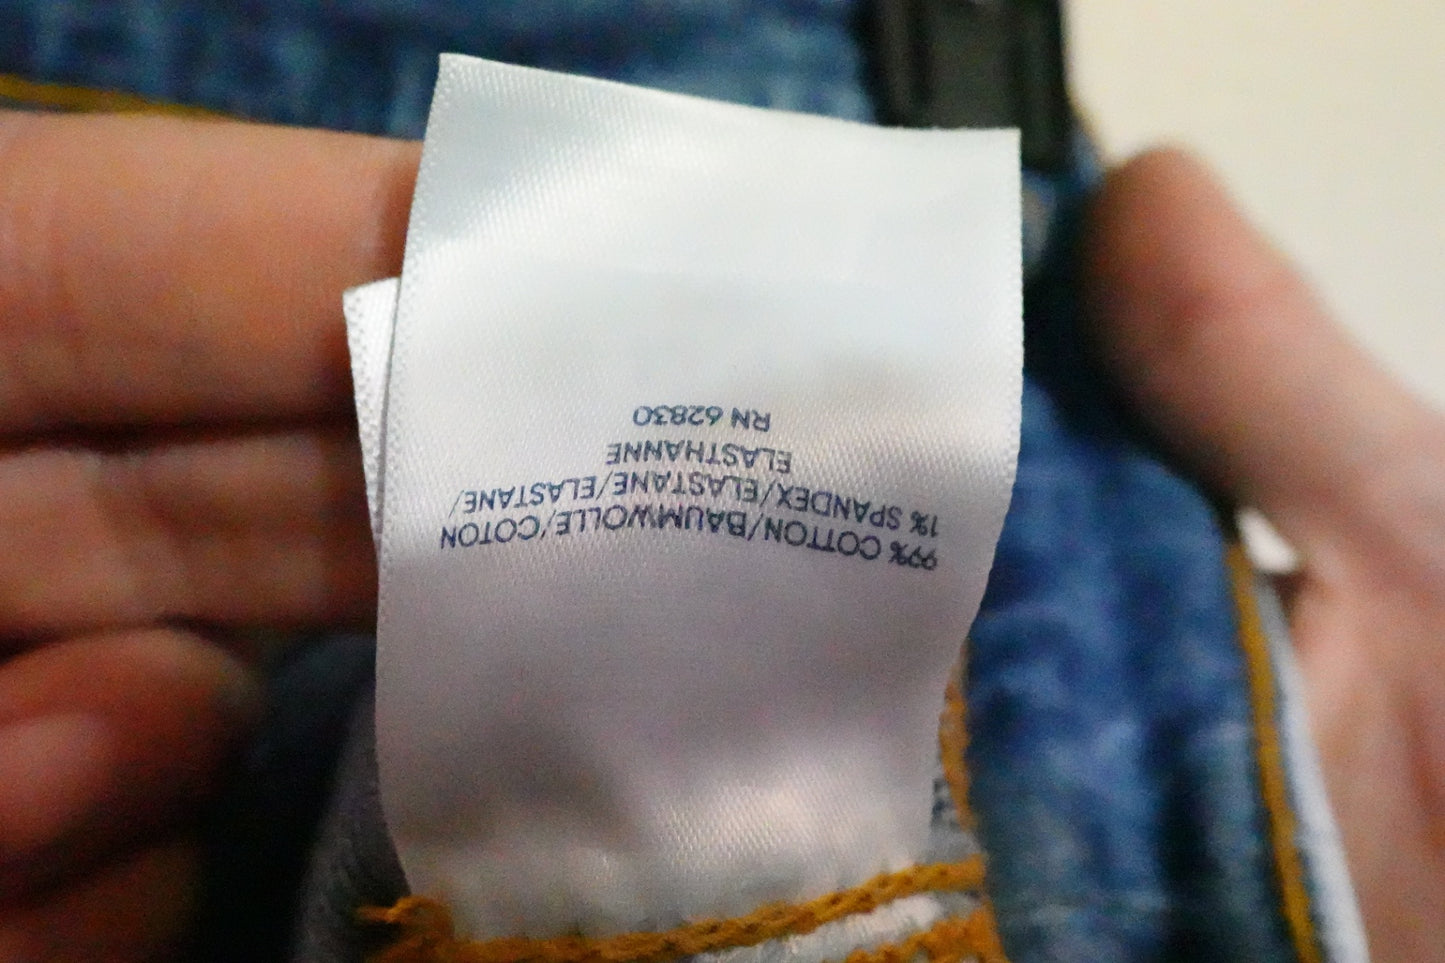 99% COTTON/BAUMWOLLE/COTON
1% SPANDEX/ELASTANE/ELASTANE/
ELASTHANNE
RN 62830